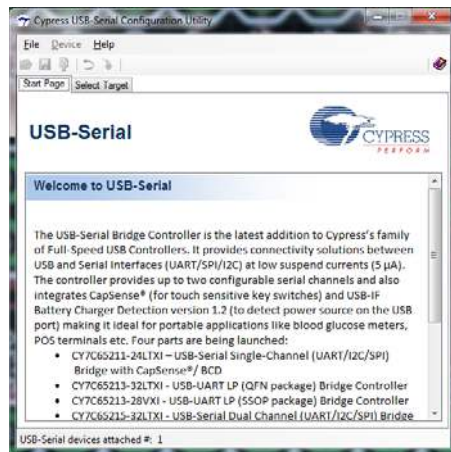 Cypress USB-Serial Configuration Utility
File Device Help
Start Page Select Target
USB-Serial
CYPRESS
PERFORM
Welcome to USB-Serial
The USB-Serial Bridge Controller is the latest addition to Cypress's family
of Full-Speed USB Controllers. It provides connectivity solutions between
USB and Serial Interfaces (UART/SPI/I2C) at low suspend currents (5 µA).
The controller provides up to two configurable serial channels and also
integrates CapSense® (for touch sensitive key switches) and USB-IF
Battery Charger Detection version 1.2 (to detect power source on the USB
port) making it ideal for portable applications like blood glucose meters,
POS terminals etc. Four parts are being launched:
• CY7C65211-24LTXI – USB-Serial Single-Channel (UART/I2C/SPI)
Bridge with CapSense®/ BCD
• CY7C65213-32LTXI - USB-UART LP (QFN package) Bridge Controller
• CY7C65213-28VXI - USB-UART LP (SSOP package) Bridge Controller
• CY7C65215-32LTXI - USB-Serial Dual Channel (UART/I2C/SPI) Bridge
USB-Serial devices attached #: 1